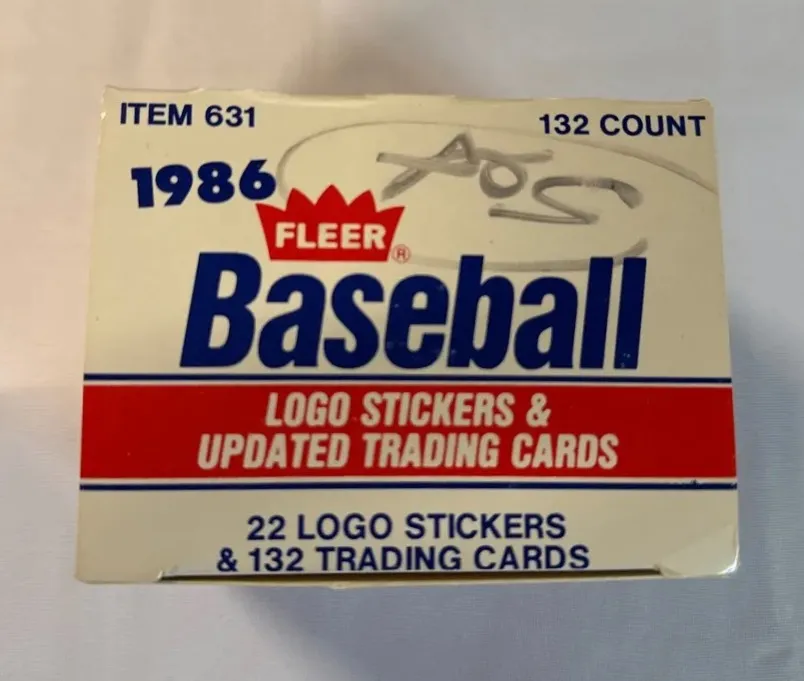 ITEM 631
132 COUNT
1986
FLEER®
Baseball
LOGO STICKERS &
UPDATED TRADING CARDS
22 LOGO STICKERS
& 132 TRADING CARDS